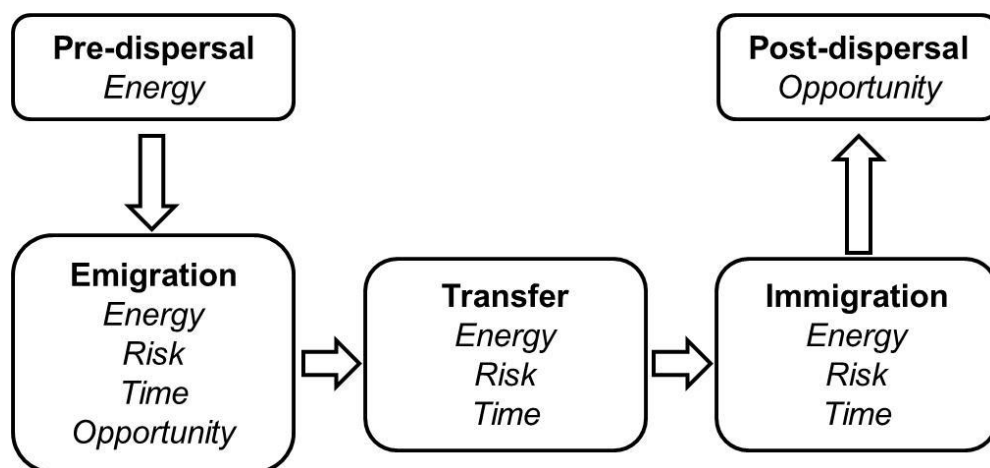 Pre-dispersal
Energy
Post-dispersal
Opportunity
Emigration
Energy
Risk
Time
Opportunity
Transfer
Energy
Risk
Time
Immigration
Energy
Risk
Time